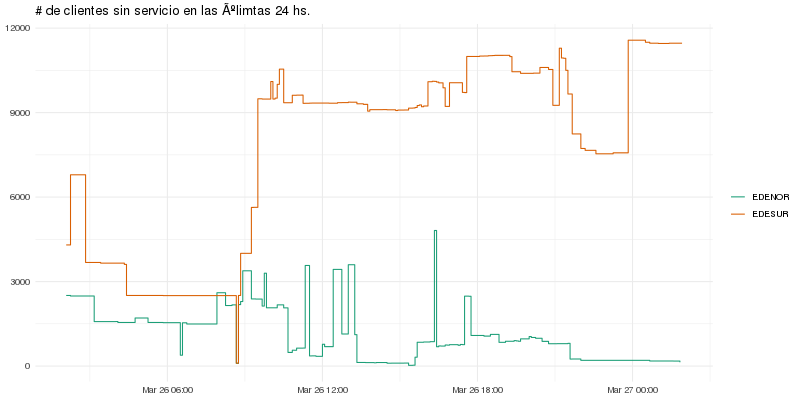 # de clientes sin servicio en las Ãºlimtas 24 hs.
12000
9000
6000
3000
0
Mar 26 06:00
Mar 26 12:00
Mar 26 18:00
Mar 27 00:00
EDENOR
EDESUR